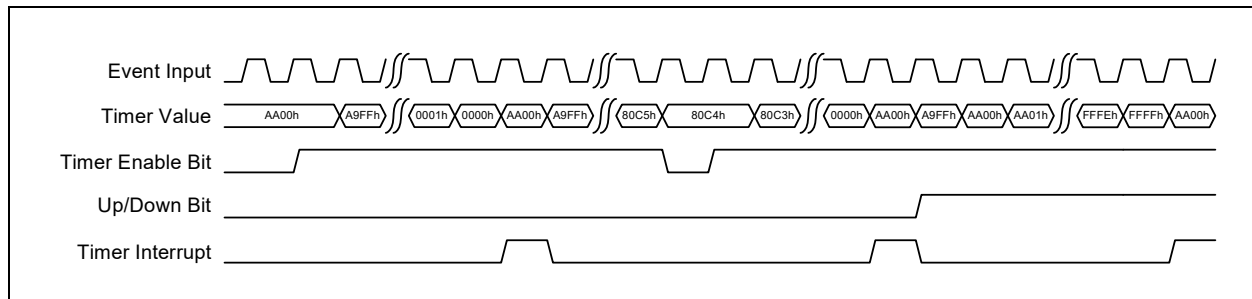 Event Input
Timer Value AA00h A9FFh 0001h 0000h AA00h A9FFh 80C5h 80C4h 80C3h 0000h AA00h A9FFh AA00h AA01h FFFEh FFFFh AA00h
Timer Enable Bit
Up/Down Bit
Timer Interrupt